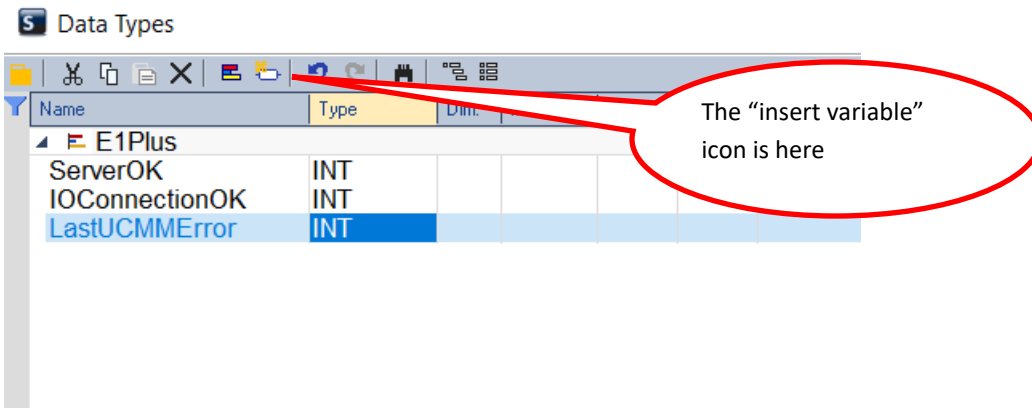 Data Types
Name Type Dim.
E1Plus
ServerOK INT
IOConnectionOK INT
LastUCMMError INT
The “insert variable”
icon is here